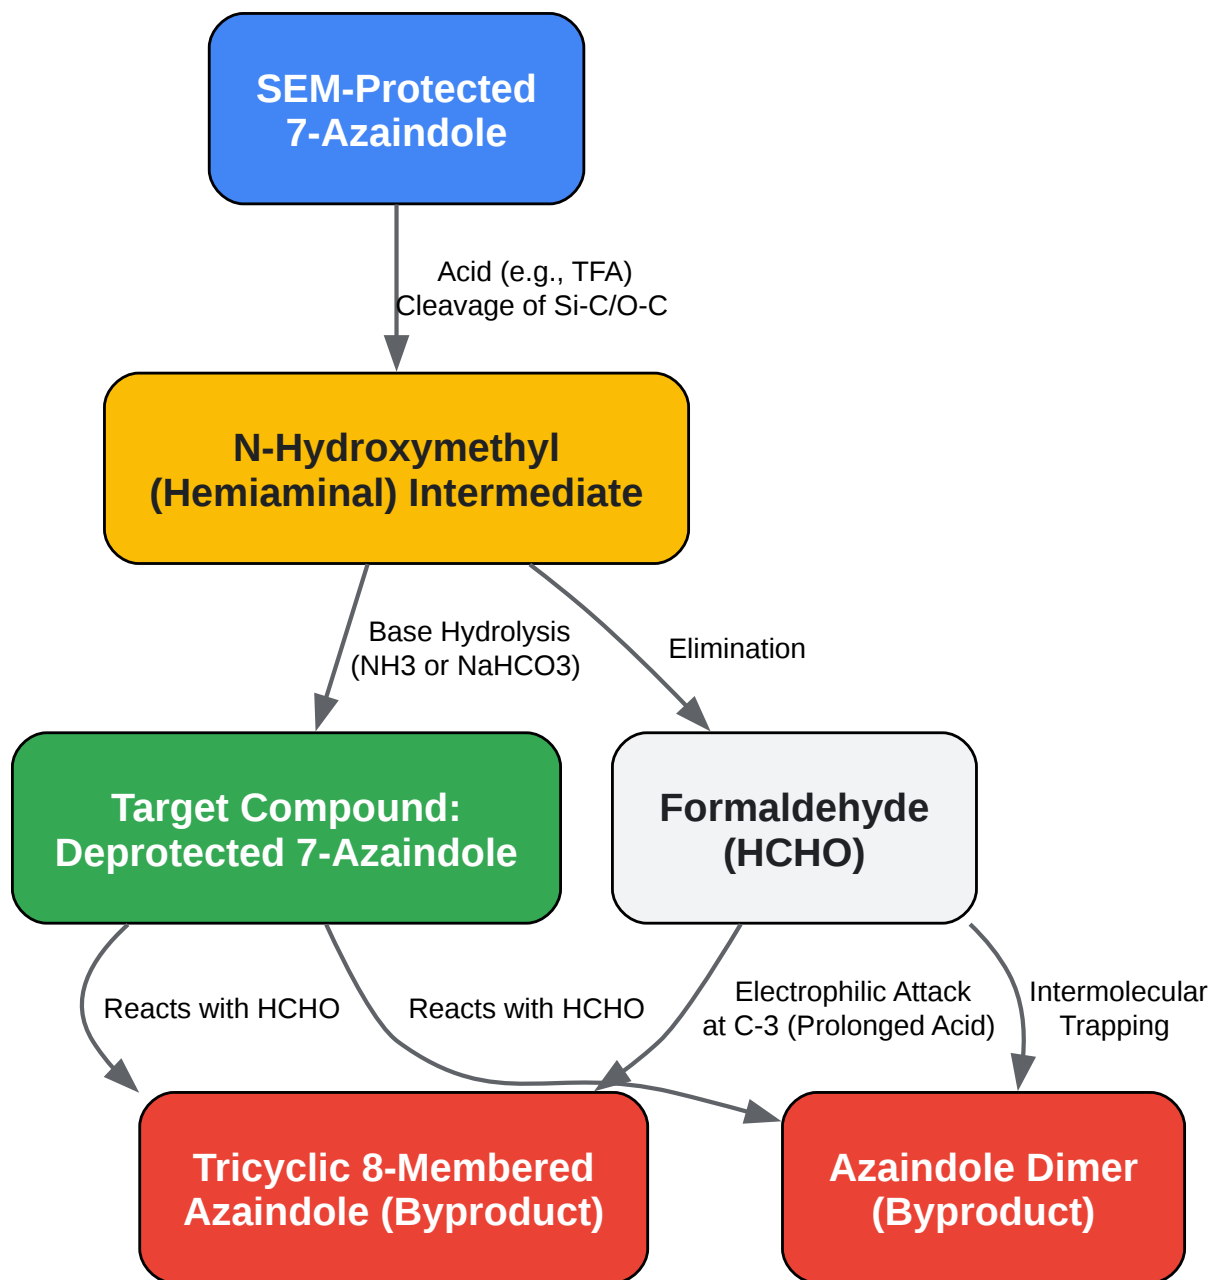 SEM-Protected
7-Azaindole
Acid (e.g., TFA)
Cleavage of Si-C/O-C
N-Hydroxymethyl
(Hemiaminal) Intermediate
Base Hydrolysis
(NH3 or NaHCO3)
Elimination
Target Compound:
Deprotected 7-Azaindole
Formaldehyde
(HCHO)
Reacts with HCHO
Reacts with HCHO
Electrophilic Attack
at C-3 (Prolonged Acid)
Intermolecular
Trapping
Tricyclic 8-Membered
Azaindole (Byproduct)
Azaindole Dimer
(Byproduct)